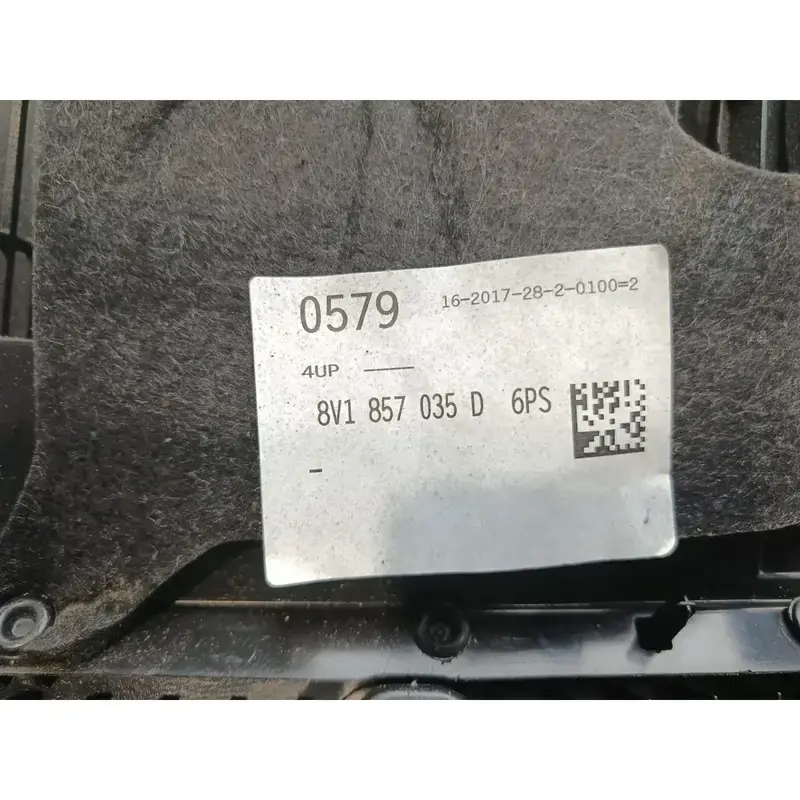 0579 16-2017-28-2-0100=2
4UP ——
8V1 857 035 D 6PS
-